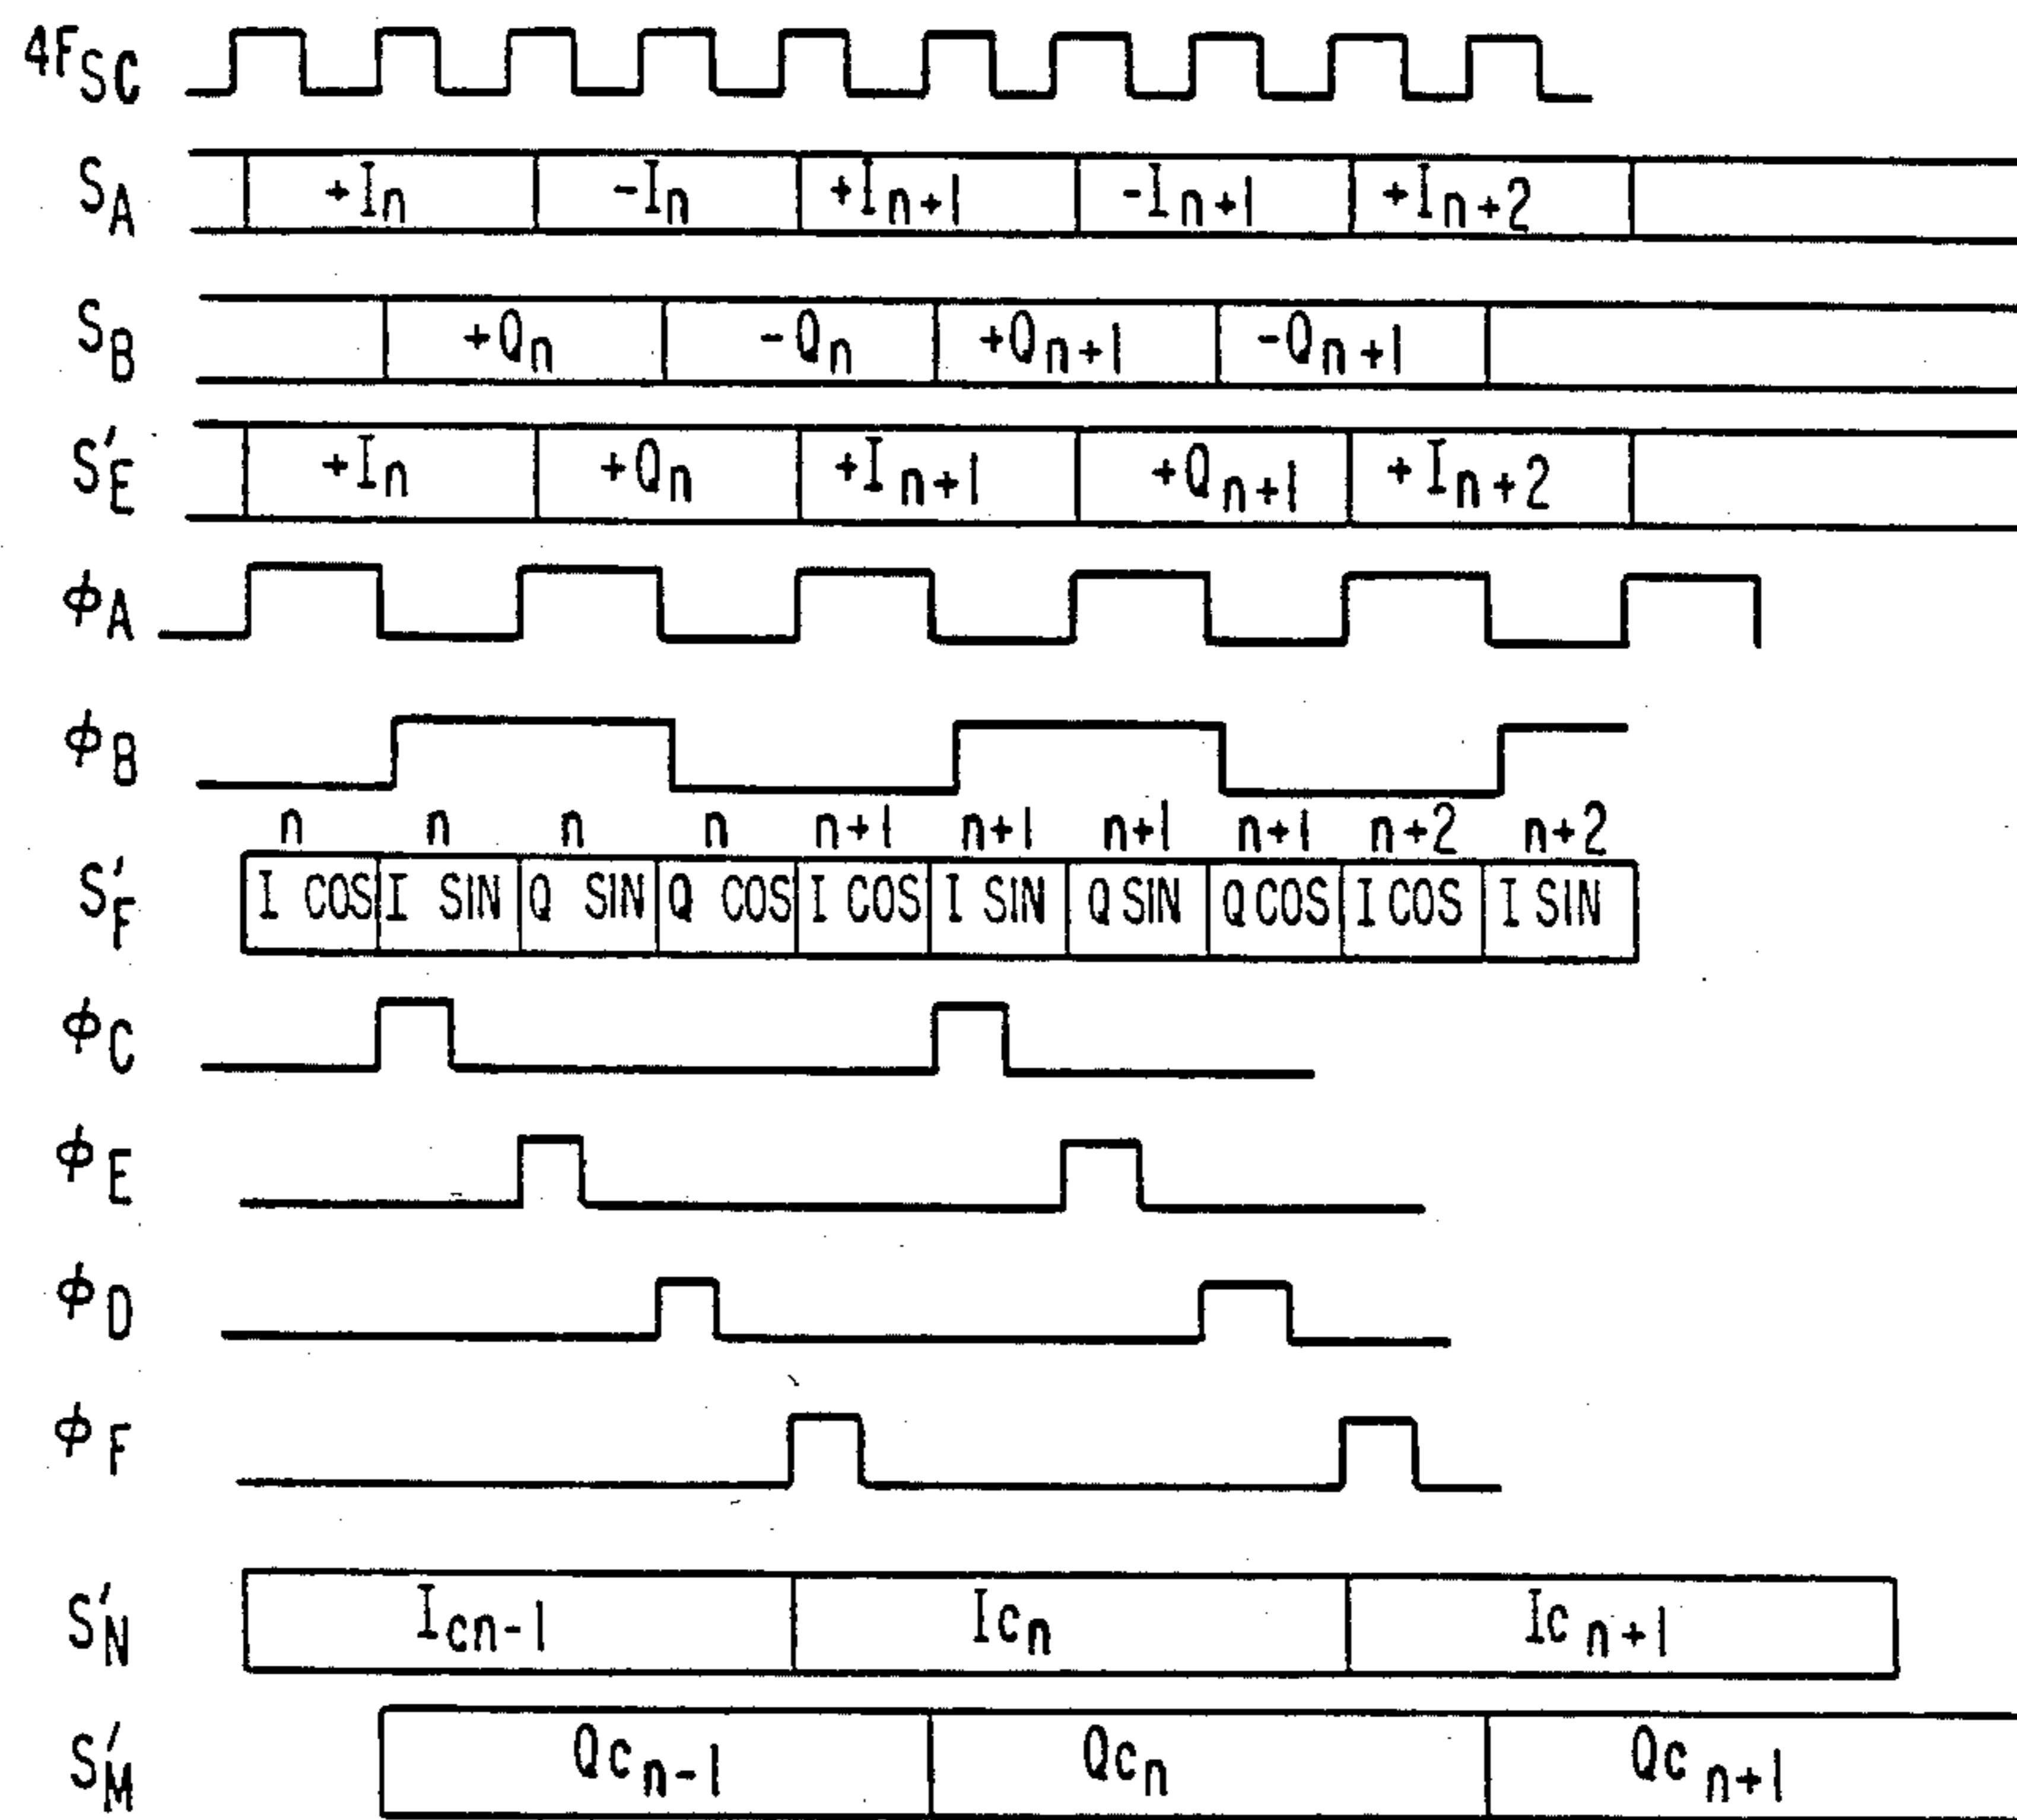 4FSC
SA +In -In +In+1 -In+1 +In+2
SB +Qn -Qn +Qn+1 -Qn+1
S'E +In +Qn +In+1 +Qn+1 +In+2
ϕA
ϕB
n n n n n+1 n+1 n+1 n+1 n+2 n+2
S'F I COS I SIN Q SIN Q COS I COS I SIN Q SIN Q COS I COS I SIN
ϕC
ϕE
ϕD
ϕF
S'N Icn-1 Icn Icn+1
S'M Qcn-1 Qcn Qcn+1